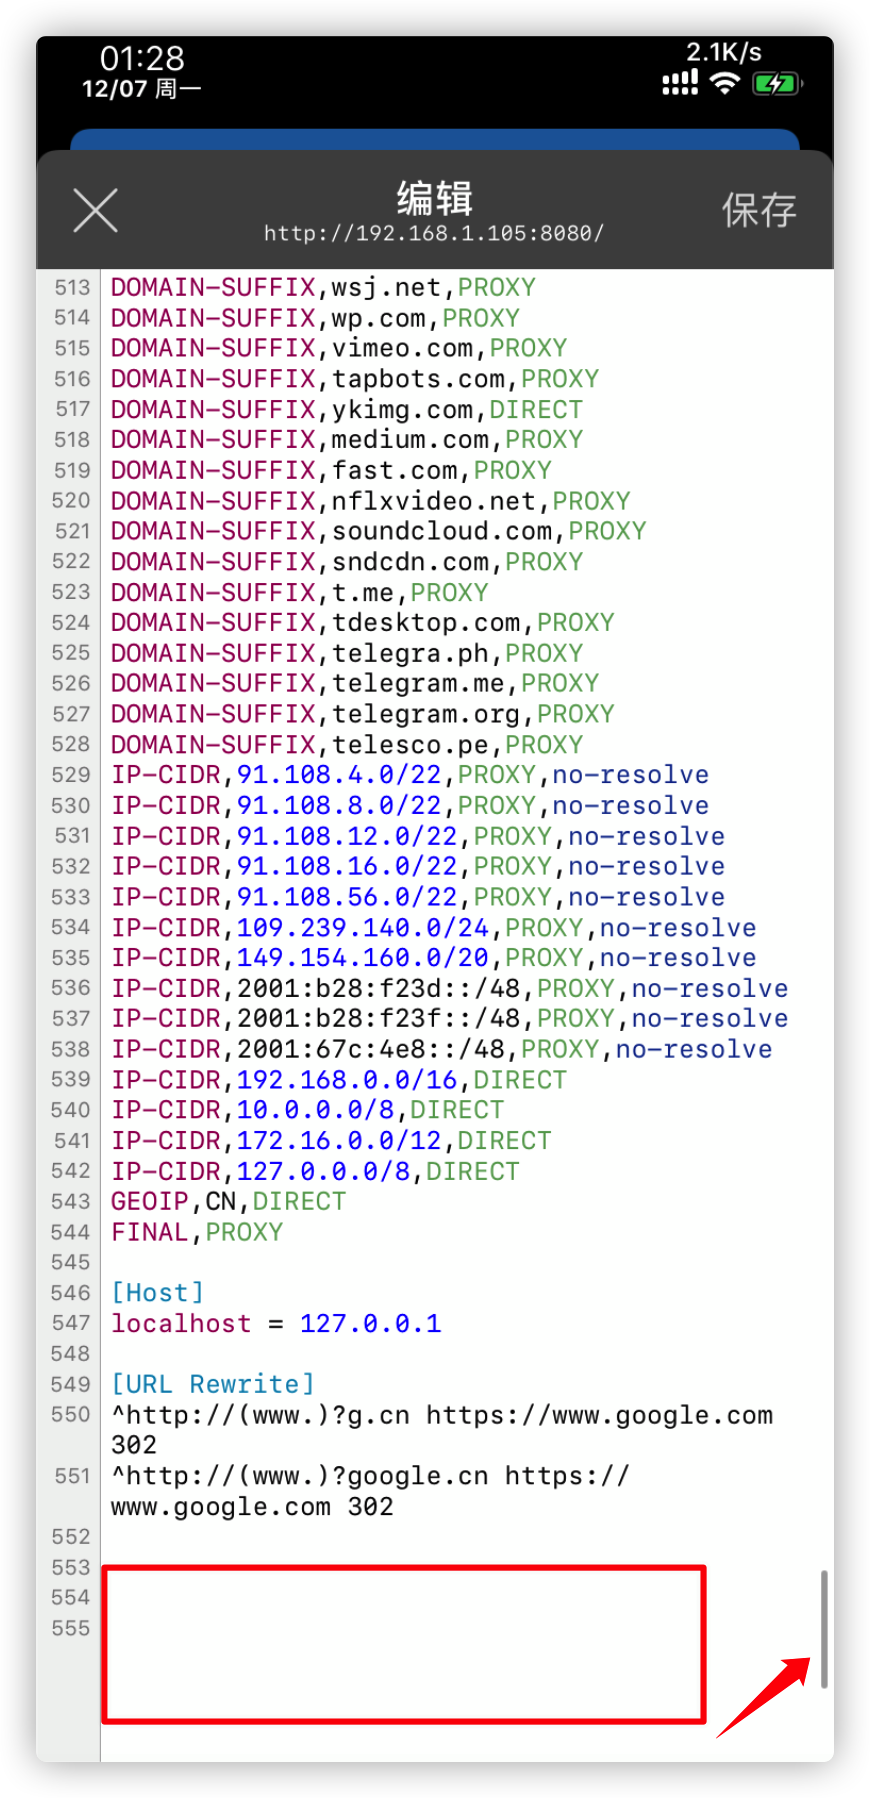 01:28
2.1K/s
12/07 周一
编辑
保存
http://192.168.1.105:8080/
513 DOMAIN-SUFFIX,wsj.net,PROXY
514 DOMAIN-SUFFIX,wp.com,PROXY
515 DOMAIN-SUFFIX,vimeo.com,PROXY
516 DOMAIN-SUFFIX,tapbots.com,PROXY
517 DOMAIN-SUFFIX,ykimg.com,DIRECT
518 DOMAIN-SUFFIX,medium.com,PROXY
519 DOMAIN-SUFFIX,fast.com,PROXY
520 DOMAIN-SUFFIX,nflxvideo.net,PROXY
521 DOMAIN-SUFFIX,soundcloud.com,PROXY
522 DOMAIN-SUFFIX,sndcdn.com,PROXY
523 DOMAIN-SUFFIX,t.me,PROXY
524 DOMAIN-SUFFIX,tdesktop.com,PROXY
525 DOMAIN-SUFFIX,telegra.ph,PROXY
526 DOMAIN-SUFFIX,telegram.me,PROXY
527 DOMAIN-SUFFIX,telegram.org,PROXY
528 DOMAIN-SUFFIX,telesco.pe,PROXY
529 IP-CIDR,91.108.4.0/22,PROXY,no-resolve
530 IP-CIDR,91.108.8.0/22,PROXY,no-resolve
531 IP-CIDR,91.108.12.0/22,PROXY,no-resolve
532 IP-CIDR,91.108.16.0/22,PROXY,no-resolve
533 IP-CIDR,91.108.56.0/22,PROXY,no-resolve
534 IP-CIDR,109.239.140.0/24,PROXY,no-resolve
535 IP-CIDR,149.154.160.0/20,PROXY,no-resolve
536 IP-CIDR,2001:b28:f23d::/48,PROXY,no-resolve
537 IP-CIDR,2001:b28:f23f::/48,PROXY,no-resolve
538 IP-CIDR,2001:67c:4e8::/48,PROXY,no-resolve
539 IP-CIDR,192.168.0.0/16,DIRECT
540 IP-CIDR,10.0.0.0/8,DIRECT
541 IP-CIDR,172.16.0.0/12,DIRECT
542 IP-CIDR,127.0.0.0/8,DIRECT
543 GEOIP,CN,DIRECT
544 FINAL,PROXY
545
546 [Host]
547 localhost = 127.0.0.1
548
549 [URL Rewrite]
550 ^http://(www.)?g.cn https://www.google.com
302
551 ^http://(www.)?google.cn https://
www.google.com 302
552
553
554
555